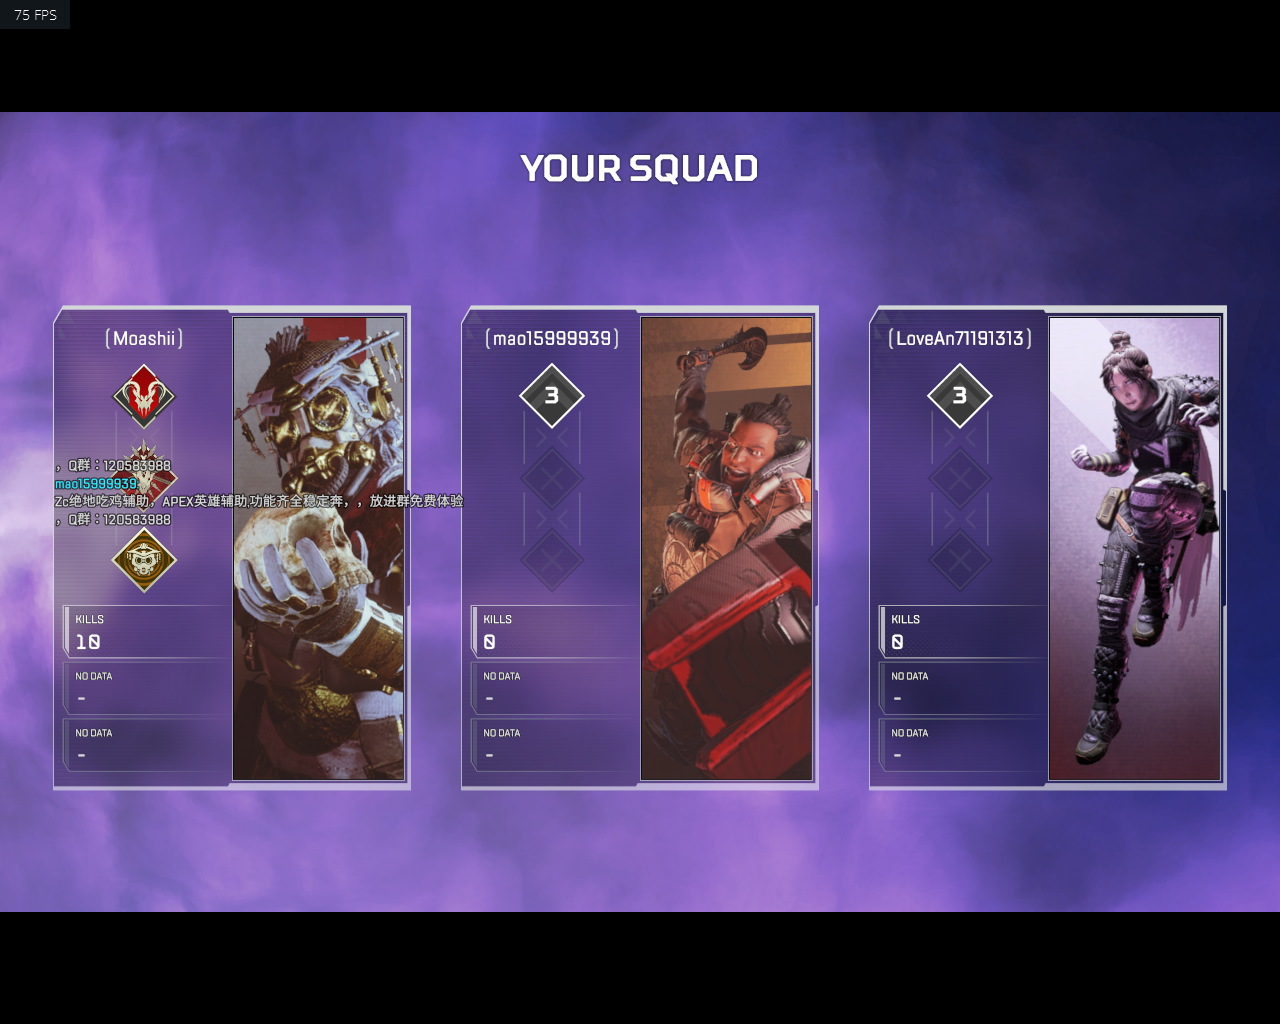 75 FPS
YOUR SQUAD
Moashii
，Q群：120583988
mao15999939
Zc绝地吃鸡辅助，APEX英雄辅助,功能齐全稳定奔，，放进群免费体验
，Q群：120583988
KILLS
10
NO DATA
-
NO DATA
-
mao15999939
3
KILLS
0
NO DATA
-
NO DATA
-
LoveAn71191313
3
KILLS
0
NO DATA
-
NO DATA
-